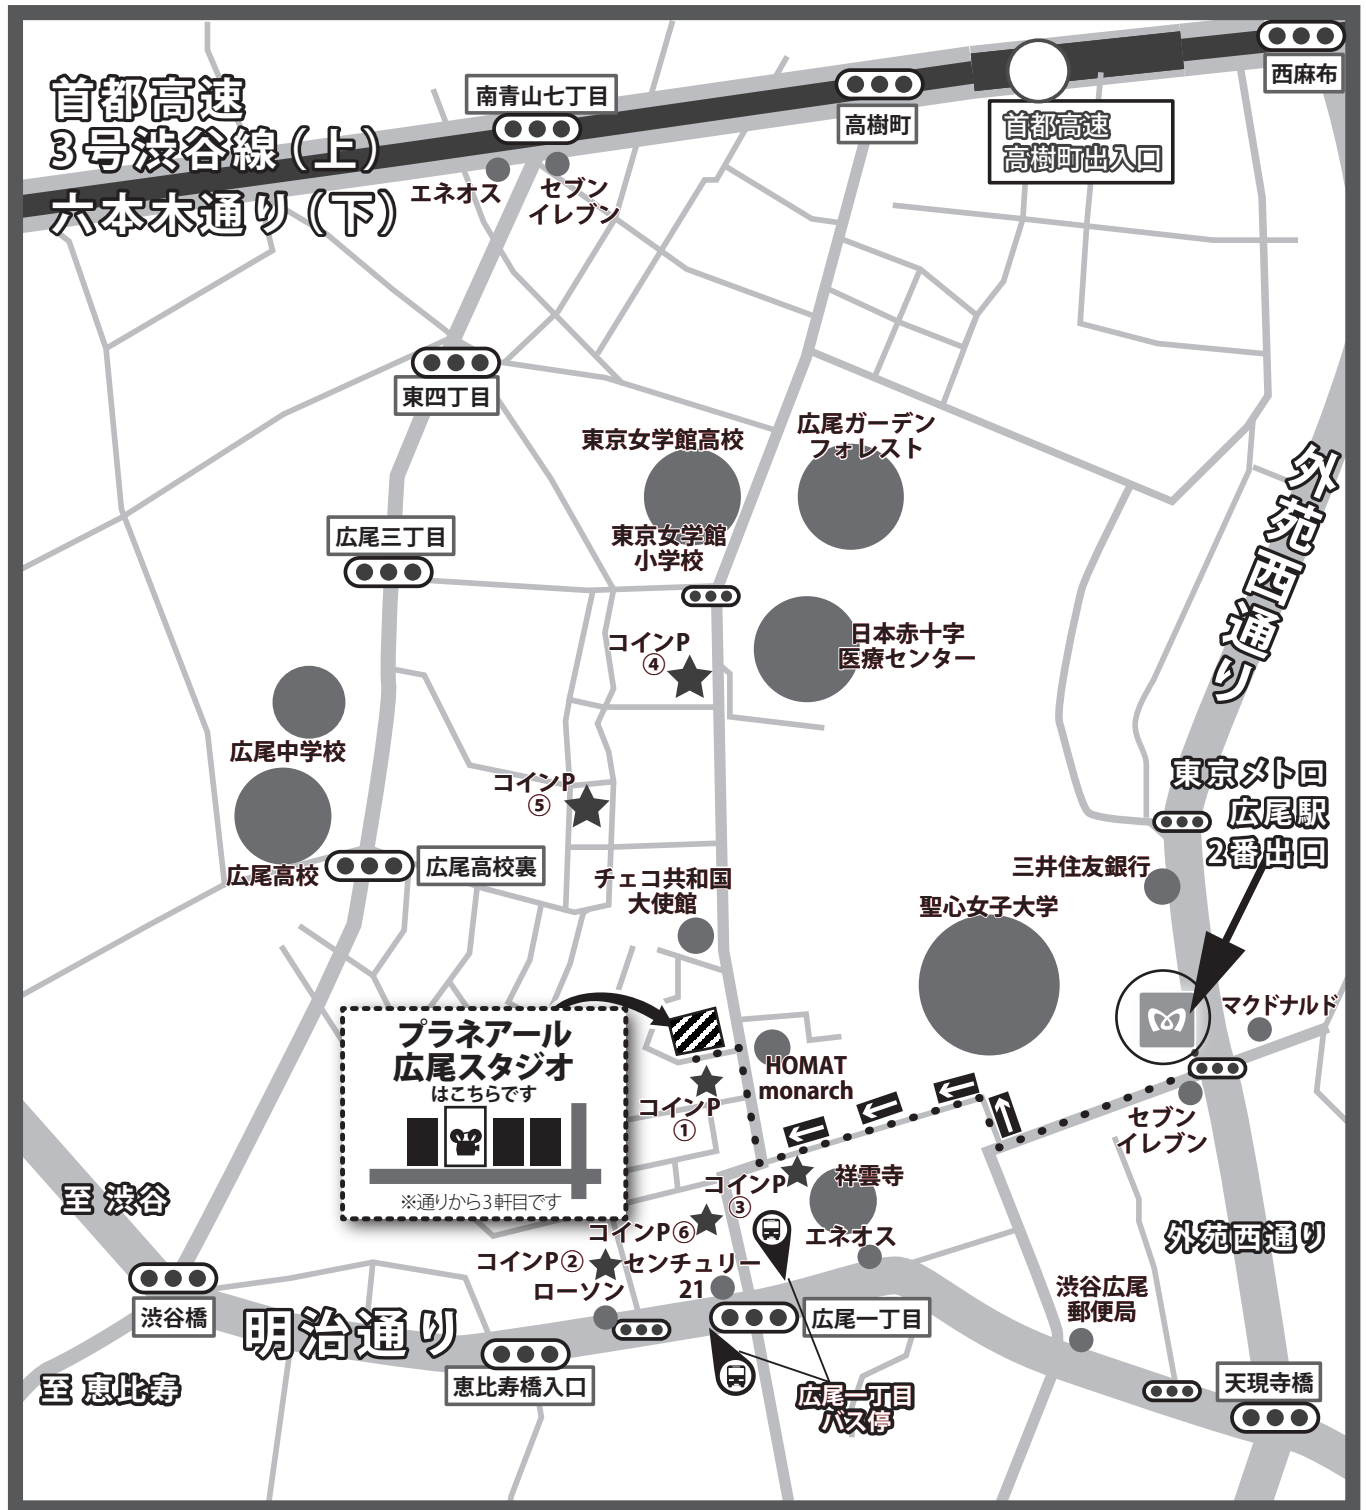 西麻布
首都高速
3号渋谷線（上）
六本木通り（下）
南青山七丁目
高樹町
首都高速
高樹町出入口
エネオス
セブン
イレブン
東四丁目
東京女学館高校
広尾ガーデン
フォレスト
外苑西通り
広尾三丁目
東京女学館
小学校
コインP
④
日本赤十字
医療センター
広尾中学校
コインP
⑤
東京メトロ
広尾駅
2番出口
広尾高校
広尾高校裏
チェコ共和国
大使館
三井住友銀行
聖心女子大学
マクドナルド
プラネアール
広尾スタジオ
はこちらです
※通りから3軒目です
HOMAT
monarch
コインP
①
セブン
イレブン
コインP
③
祥雲寺
至 渋谷
コインP⑥
エネオス
外苑西通り
コインP②
センチュリー
21
ローソン
渋谷広尾
郵便局
渋谷橋
明治通り
広尾一丁目
至 恵比寿
恵比寿橋入口
広尾一丁目
バス停
天現寺橋